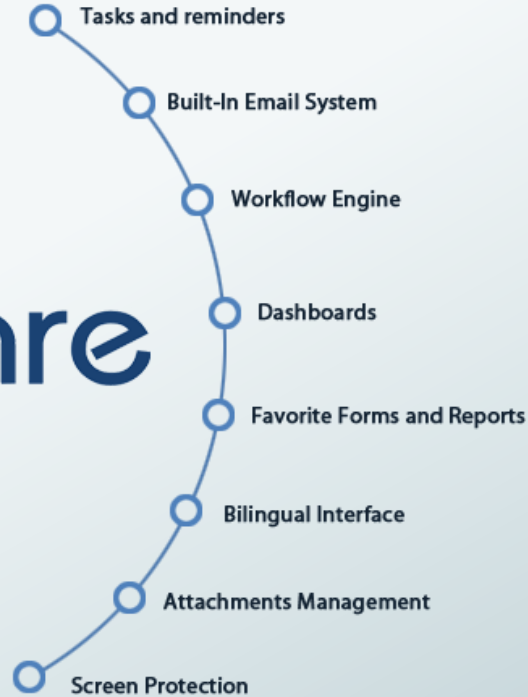 Tasks and reminders
Built-In Email System
Workflow Engine
Dashboards
re
Favorite Forms and Reports
Bilingual Interface
Attachments Management
Screen Protection